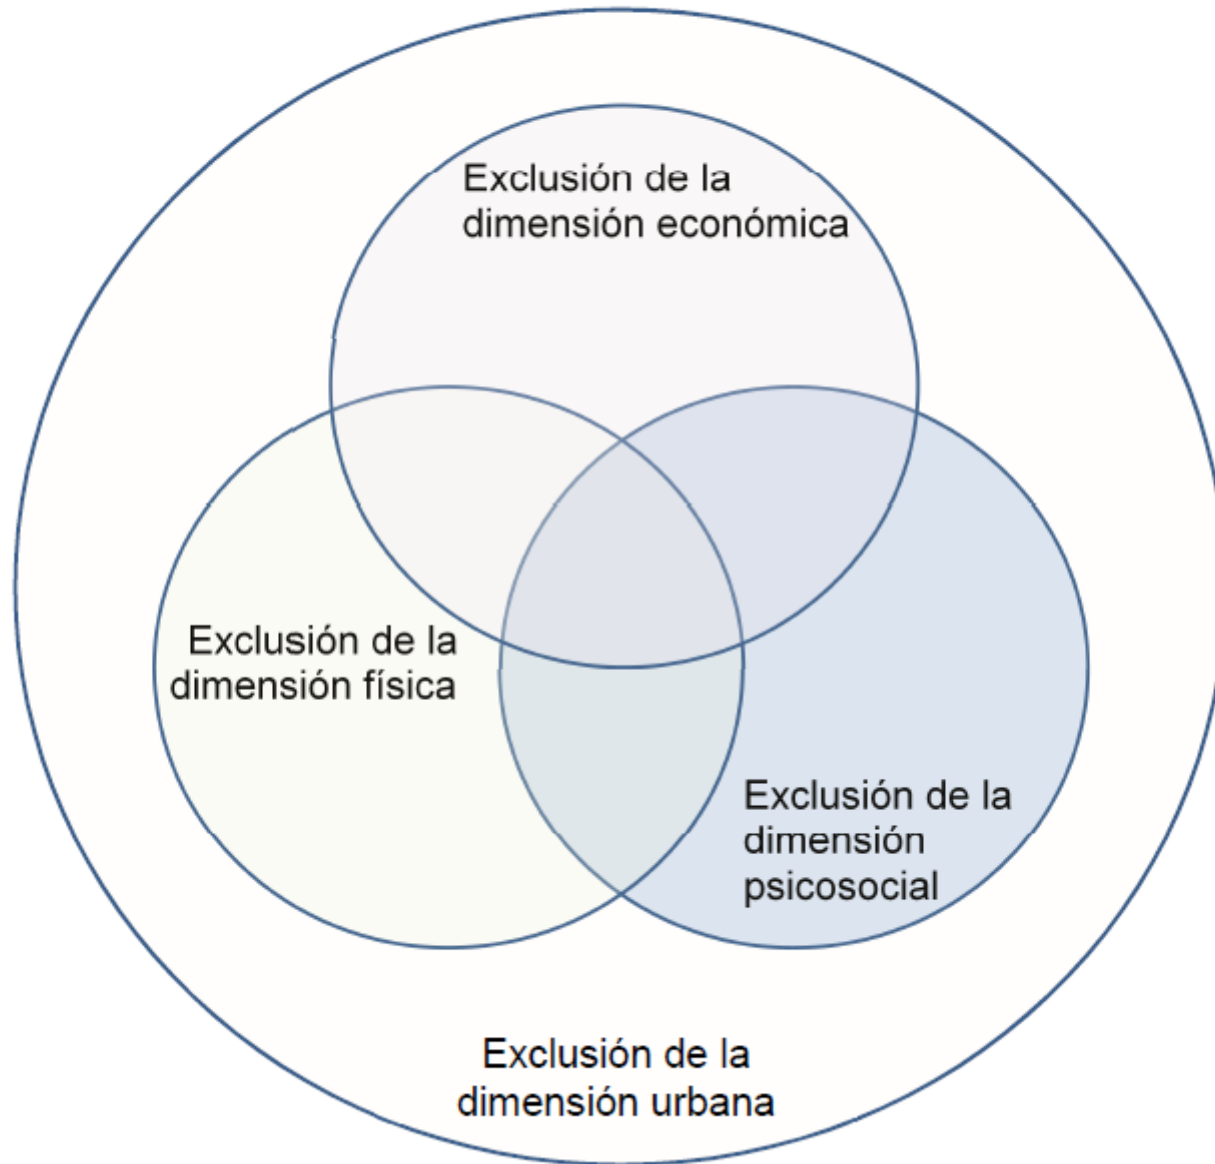 Exclusión de la
dimensión económica
Exclusión de la
dimensión física
Exclusión de la
dimensión
psicosocial
Exclusión de la
dimensión urbana